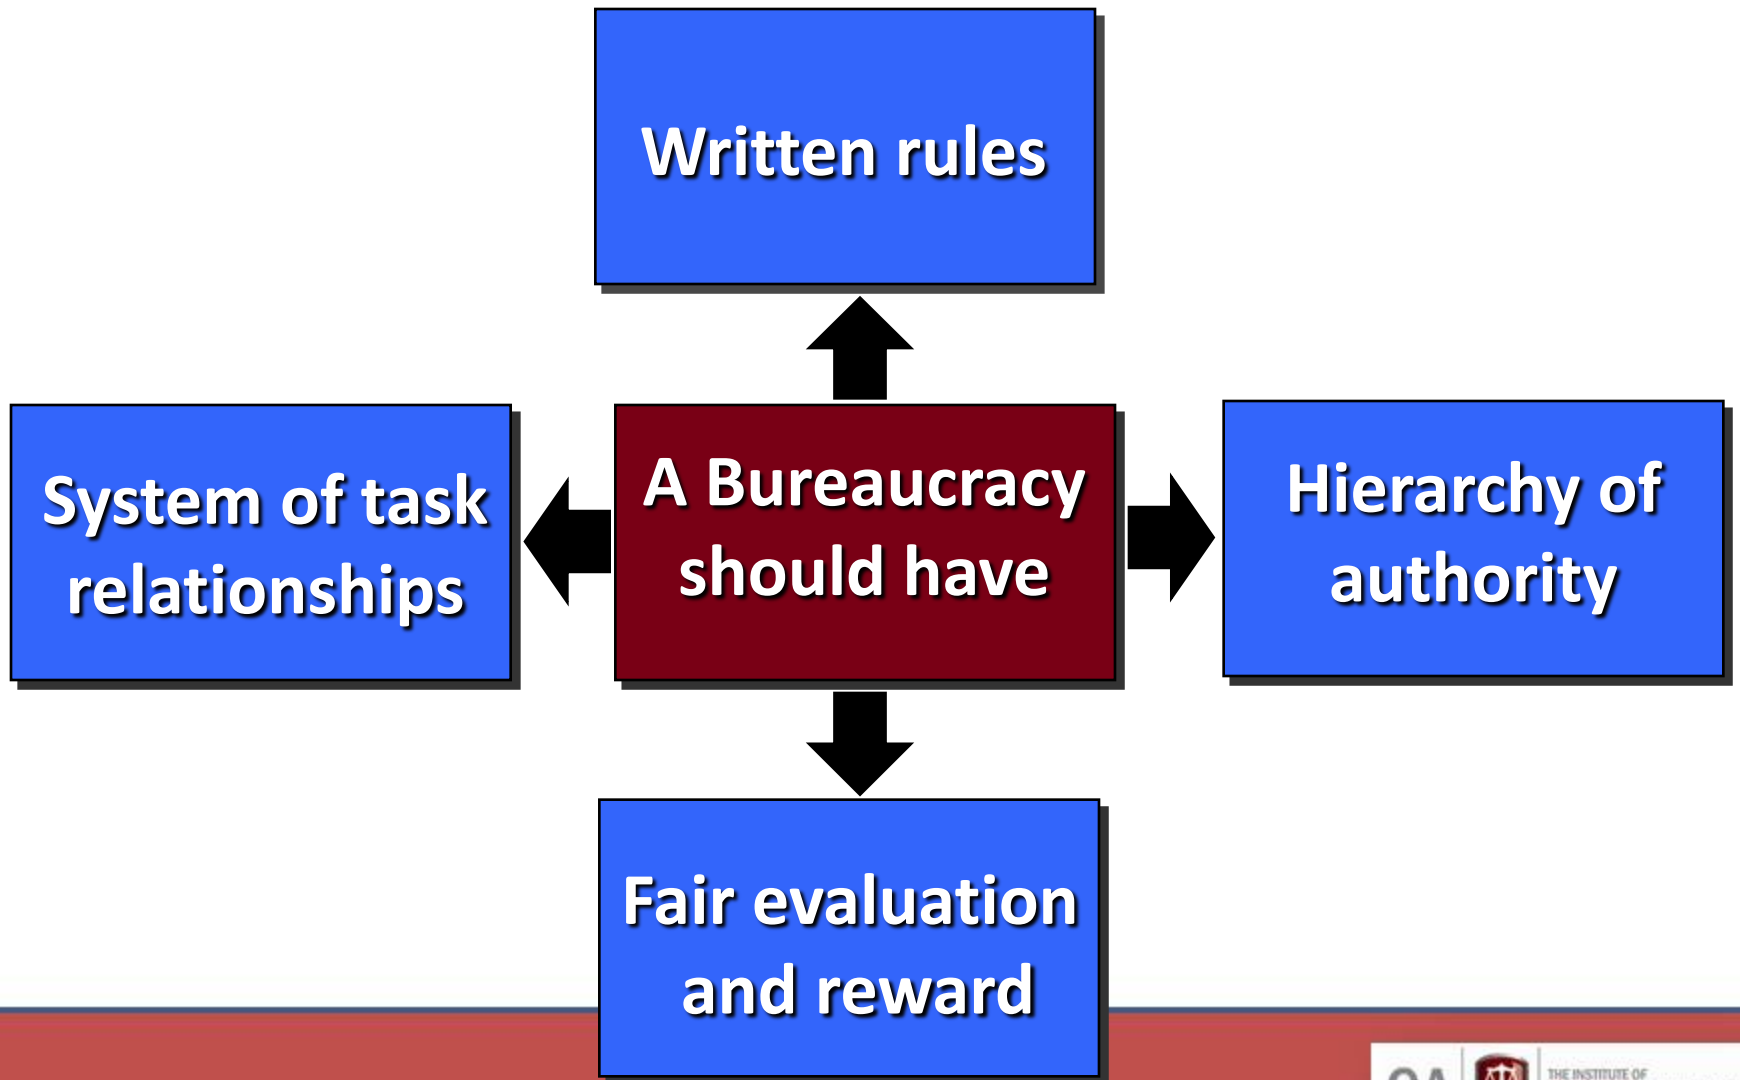 Written rules
System of task
relationships
A Bureaucracy
should have
Hierarchy of
authority
Fair evaluation
and reward
THE INSTITUTE OF